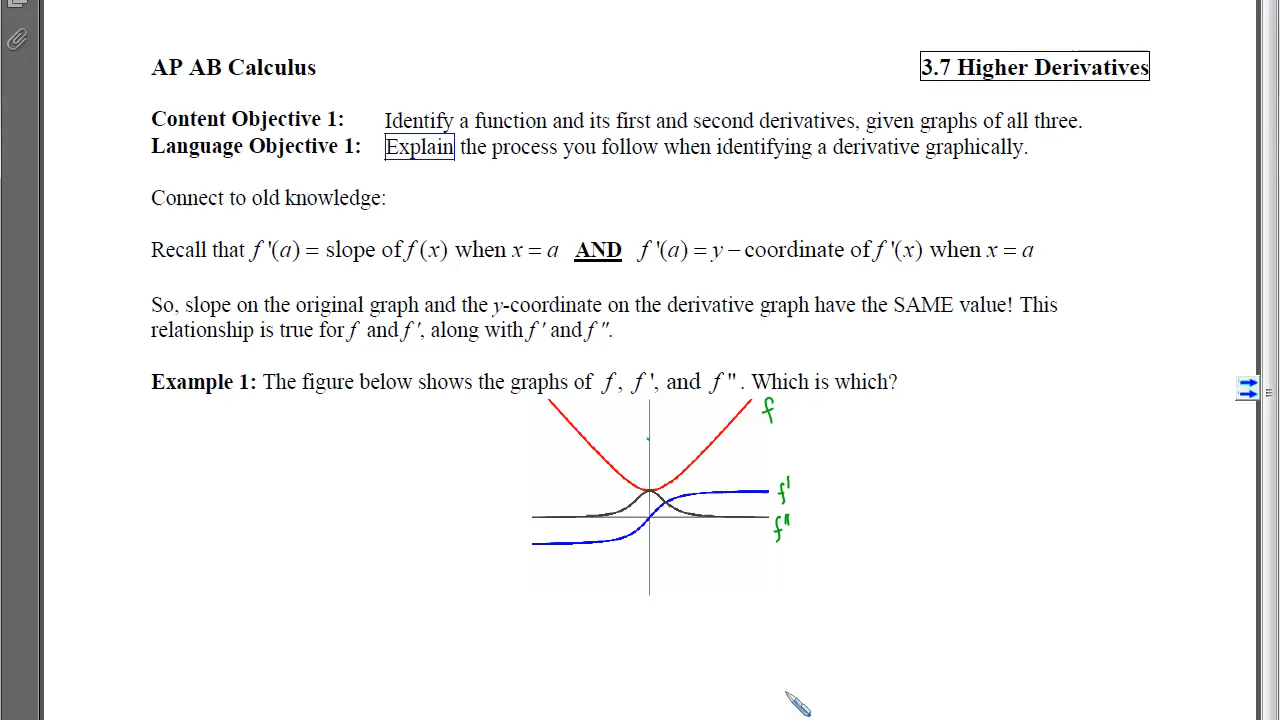 AP AB Calculus 3.7 Higher Derivatives
Content Objective 1: Identify a function and its first and second derivatives, given graphs of all three.
Language Objective 1: Explain the process you follow when identifying a derivative graphically.
Connect to old knowledge:
Recall that f '(a) = slope of f (x) when x = a AND f '(a) = y − coordinate of f '(x) when x = a
So, slope on the original graph and the y-coordinate on the derivative graph have the SAME value! This
relationship is true for f and f ', along with f ' and f ".
Example 1: The figure below shows the graphs of f , f ', and f " . Which is which?
f
f'
f"